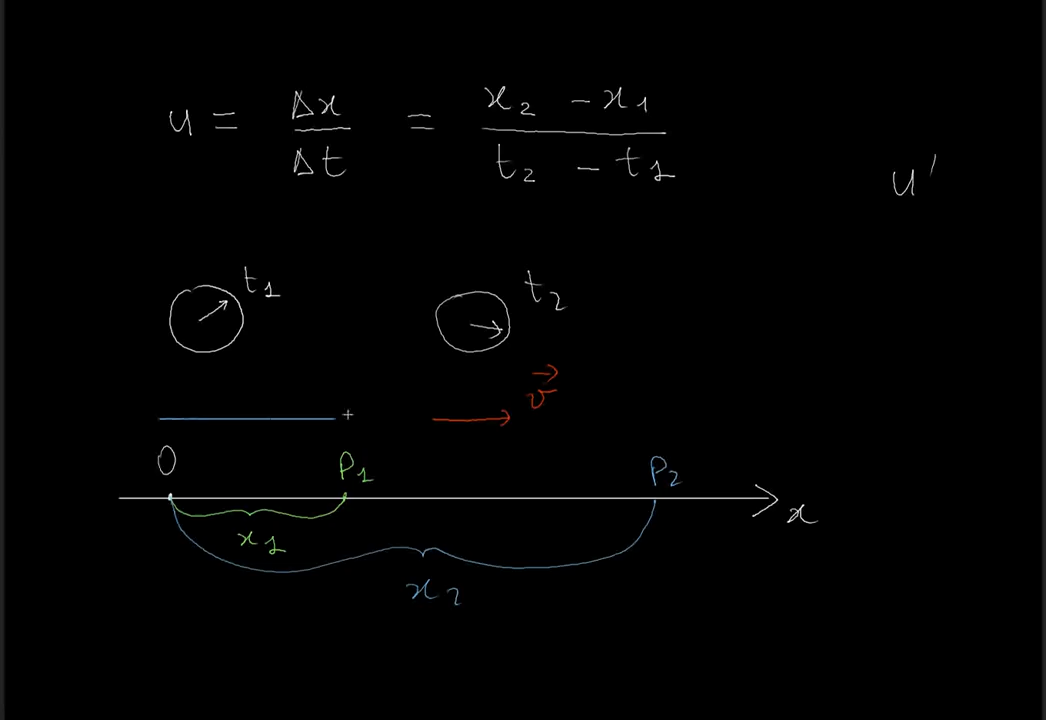 u = Δx/Δt = x₂ - x₁/t₂ - t₁
u'
t₁ t₂
v⃗
O P₁ P₂
x
x₁
x₂